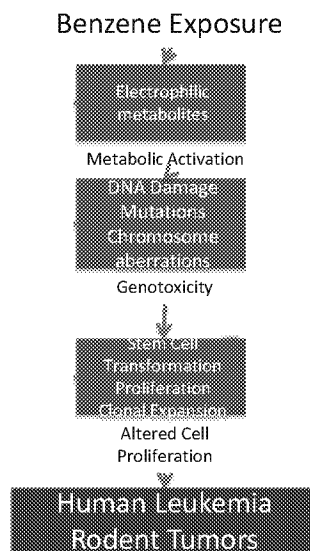 Benzene Exposure
Electrophilic
metabolites
Metabolic Activation
DNA Damage
Mutations
Chromosome
aberrations
Genotoxicity
Stem Cell
Transformation
Proliferation
Clonal Expansion
Altered Cell
Proliferation
Human Leukemia
Rodent Tumors